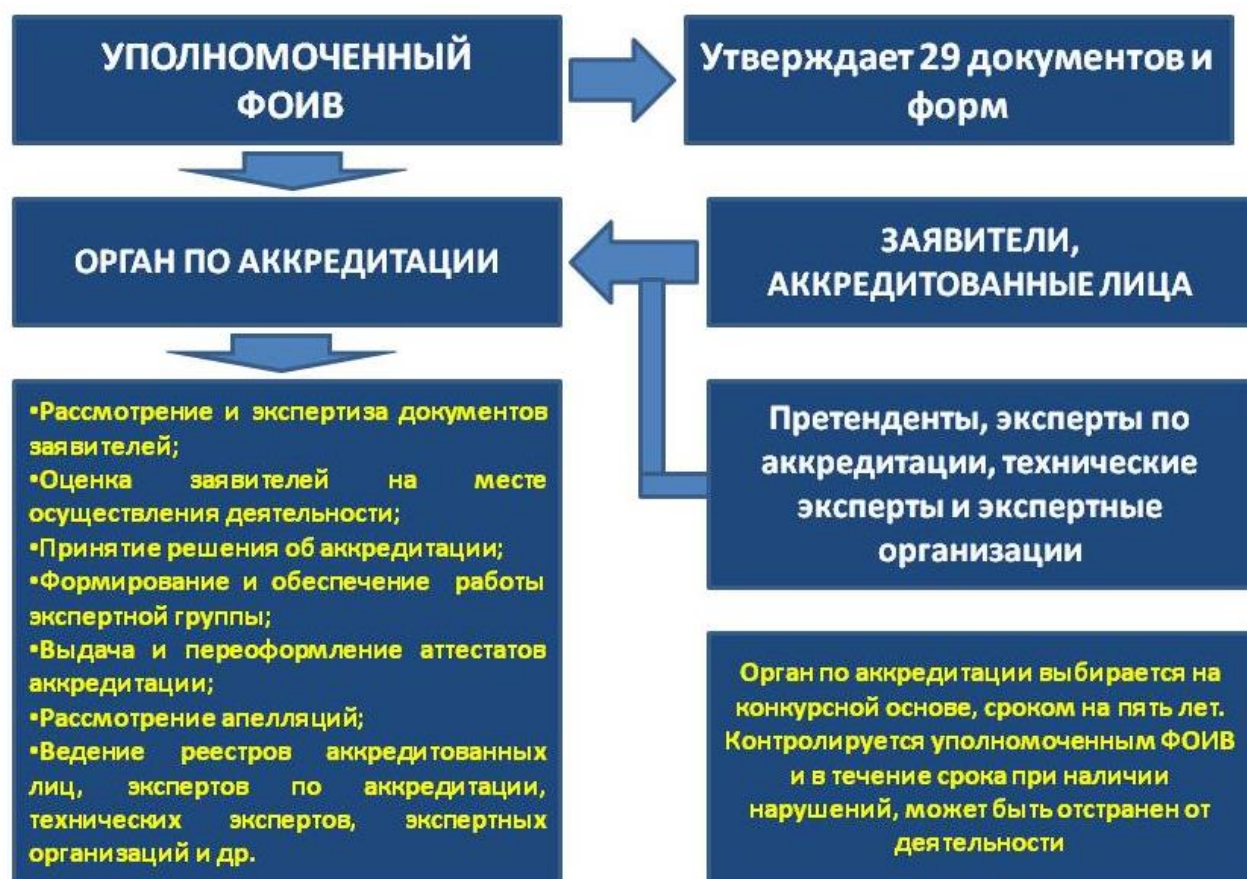 УПОЛНОМОЧЕННЫЙ
ФОИВ
Утверждает 29 документов и
форм
ОРГАН ПО АККРЕДИТАЦИИ
ЗАЯВИТЕЛИ,
АККРЕДИТОВАННЫЕ ЛИЦА
•Рассмотрение и экспертиза документов
заявителей;
•Оценка заявителей на месте
осуществления деятельности;
•Принятие решения об аккредитации;
•Формирование и обеспечение работы
экспертной группы;
•Выдача и переоформление аттестатов
аккредитации;
•Рассмотрение апелляций;
•Ведение реестров аккредитованных
лиц, экспертов по аккредитации,
технических экспертов, экспертных
организаций и др.
Претенденты, эксперты по
аккредитации, технические
эксперты и экспертные
организации
Орган по аккредитации выбирается на
конкурсной основе, сроком на пять лет.
Контролируется уполномоченным ФОИВ
и в течение срока при наличии
нарушений, может быть отстранен от
деятельности